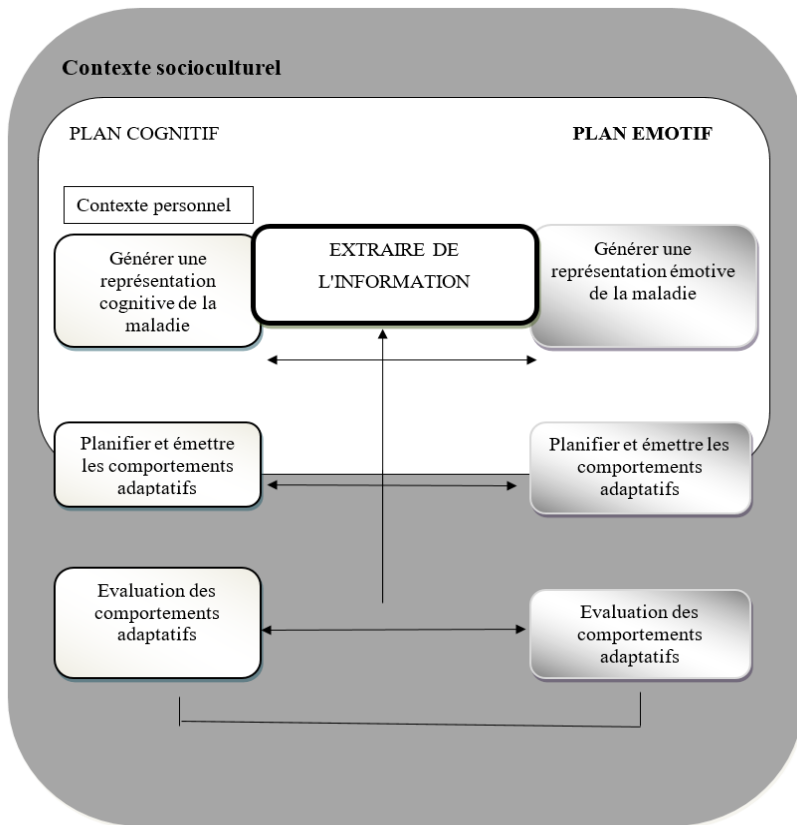 Contexte socioculturel
PLAN COGNITIF
PLAN EMOTIF
Contexte personnel
Générer une
représentation
cognitive de la
maladie
EXTRAIRE DE
L'INFORMATION
Générer une
représentation émotive
de la maladie
Planifier et émettre
les comportements
adaptatifs
Planifier et émettre les
comportements
adaptatifs
Evaluation des
comportements
adaptatifs
Evaluation des
comportements
adaptatifs